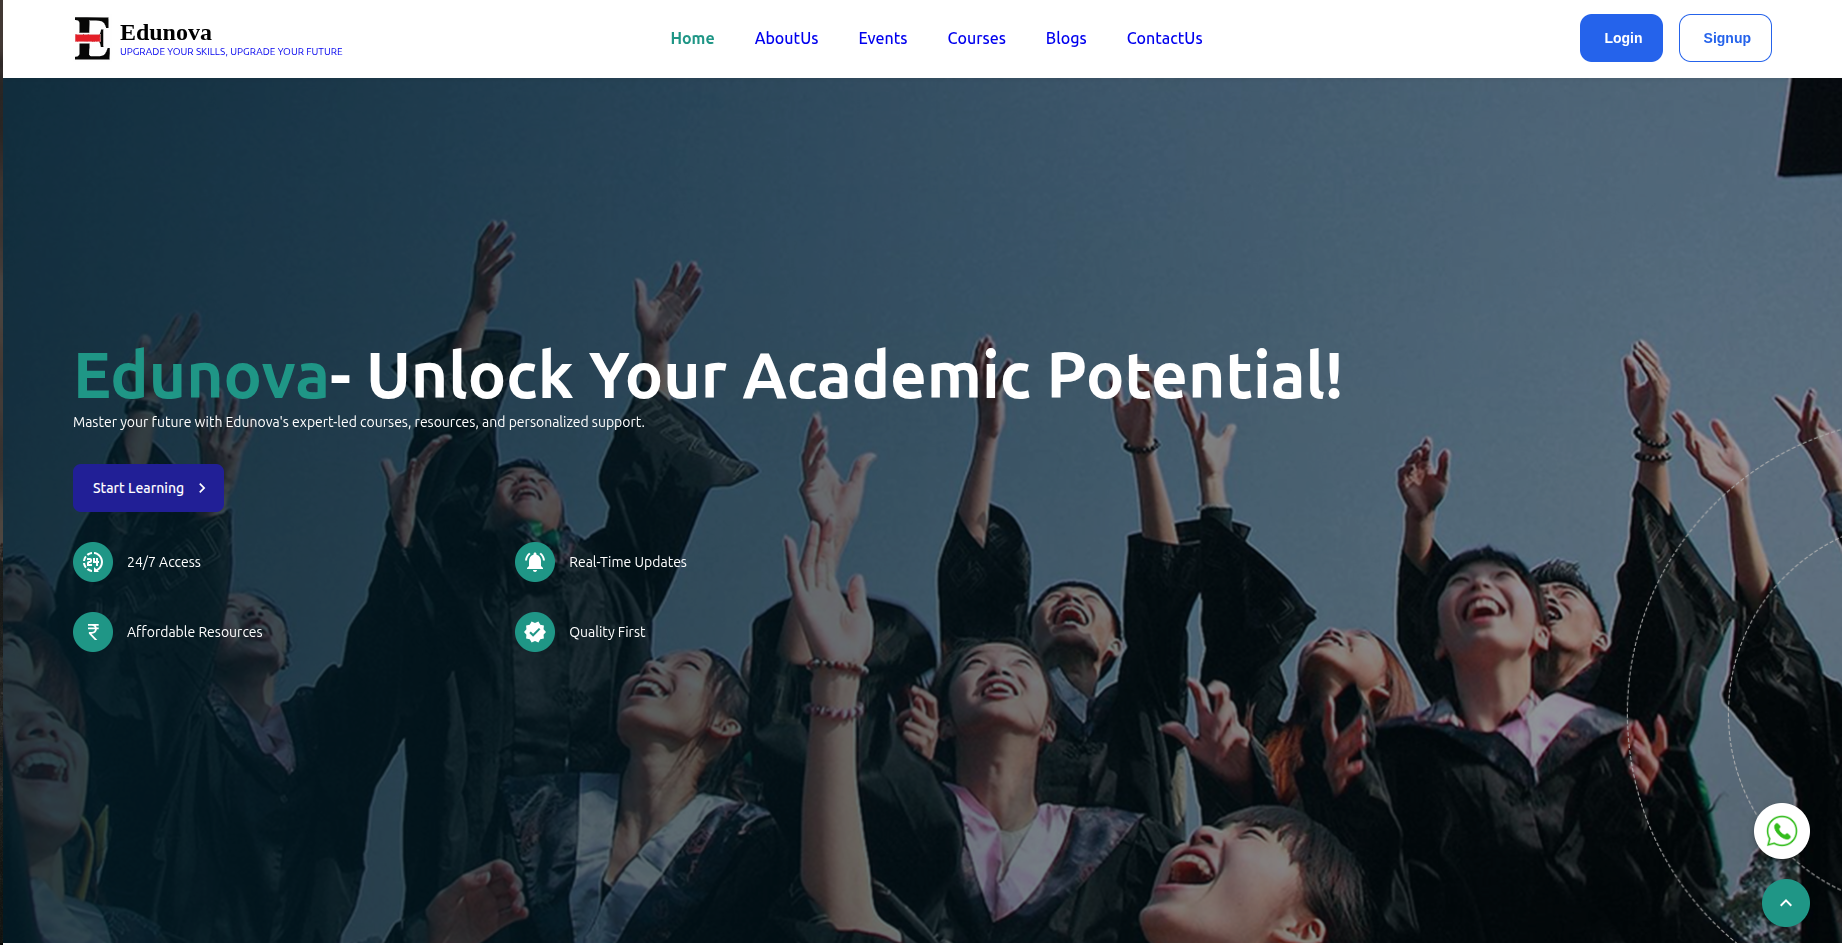 Edunova
UPGRADE YOUR SKILLS, UPGRADE YOUR FUTURE
Home
AboutUs
Events
Courses
Blogs
ContactUs
Login
Signup
Edunova- Unlock Your Academic Potential!
Master your future with Edunova's expert-led courses, resources, and personalized support.
Start Learning
24/7 Access
Real-Time Updates
Affordable Resources
Quality First